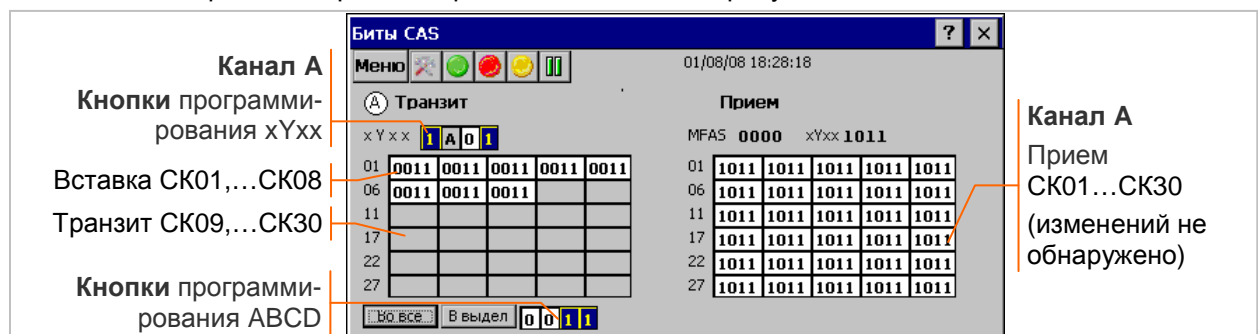 Биты CAS ? ×
Меню 01/08/08 18:28:18
A Транзит Прием
xYxx 1 A 0 1 MFAS 0000 xYxx 1011
01 0011 0011 0011 0011 0011 01 1011 1011 1011 1011 1011
06 0011 0011 0011 06 1011 1011 1011 1011 1011
11 11 1011 1011 1011 1011 1011
17 17 1011 1011 1011 1011 1011
22 22 1011 1011 1011 1011 1011
27 27 1011 1011 1011 1011 1011
Во все В выдел 0 0 1 1
Канал А
Кнопки программи-
рования xYxx
Вставка СК01,…СК08
Транзит СК09,…СК30
Кнопки программи-
рования ABCD
Канал А
Прием
СК01…СК30
(изменений не
обнаружено)